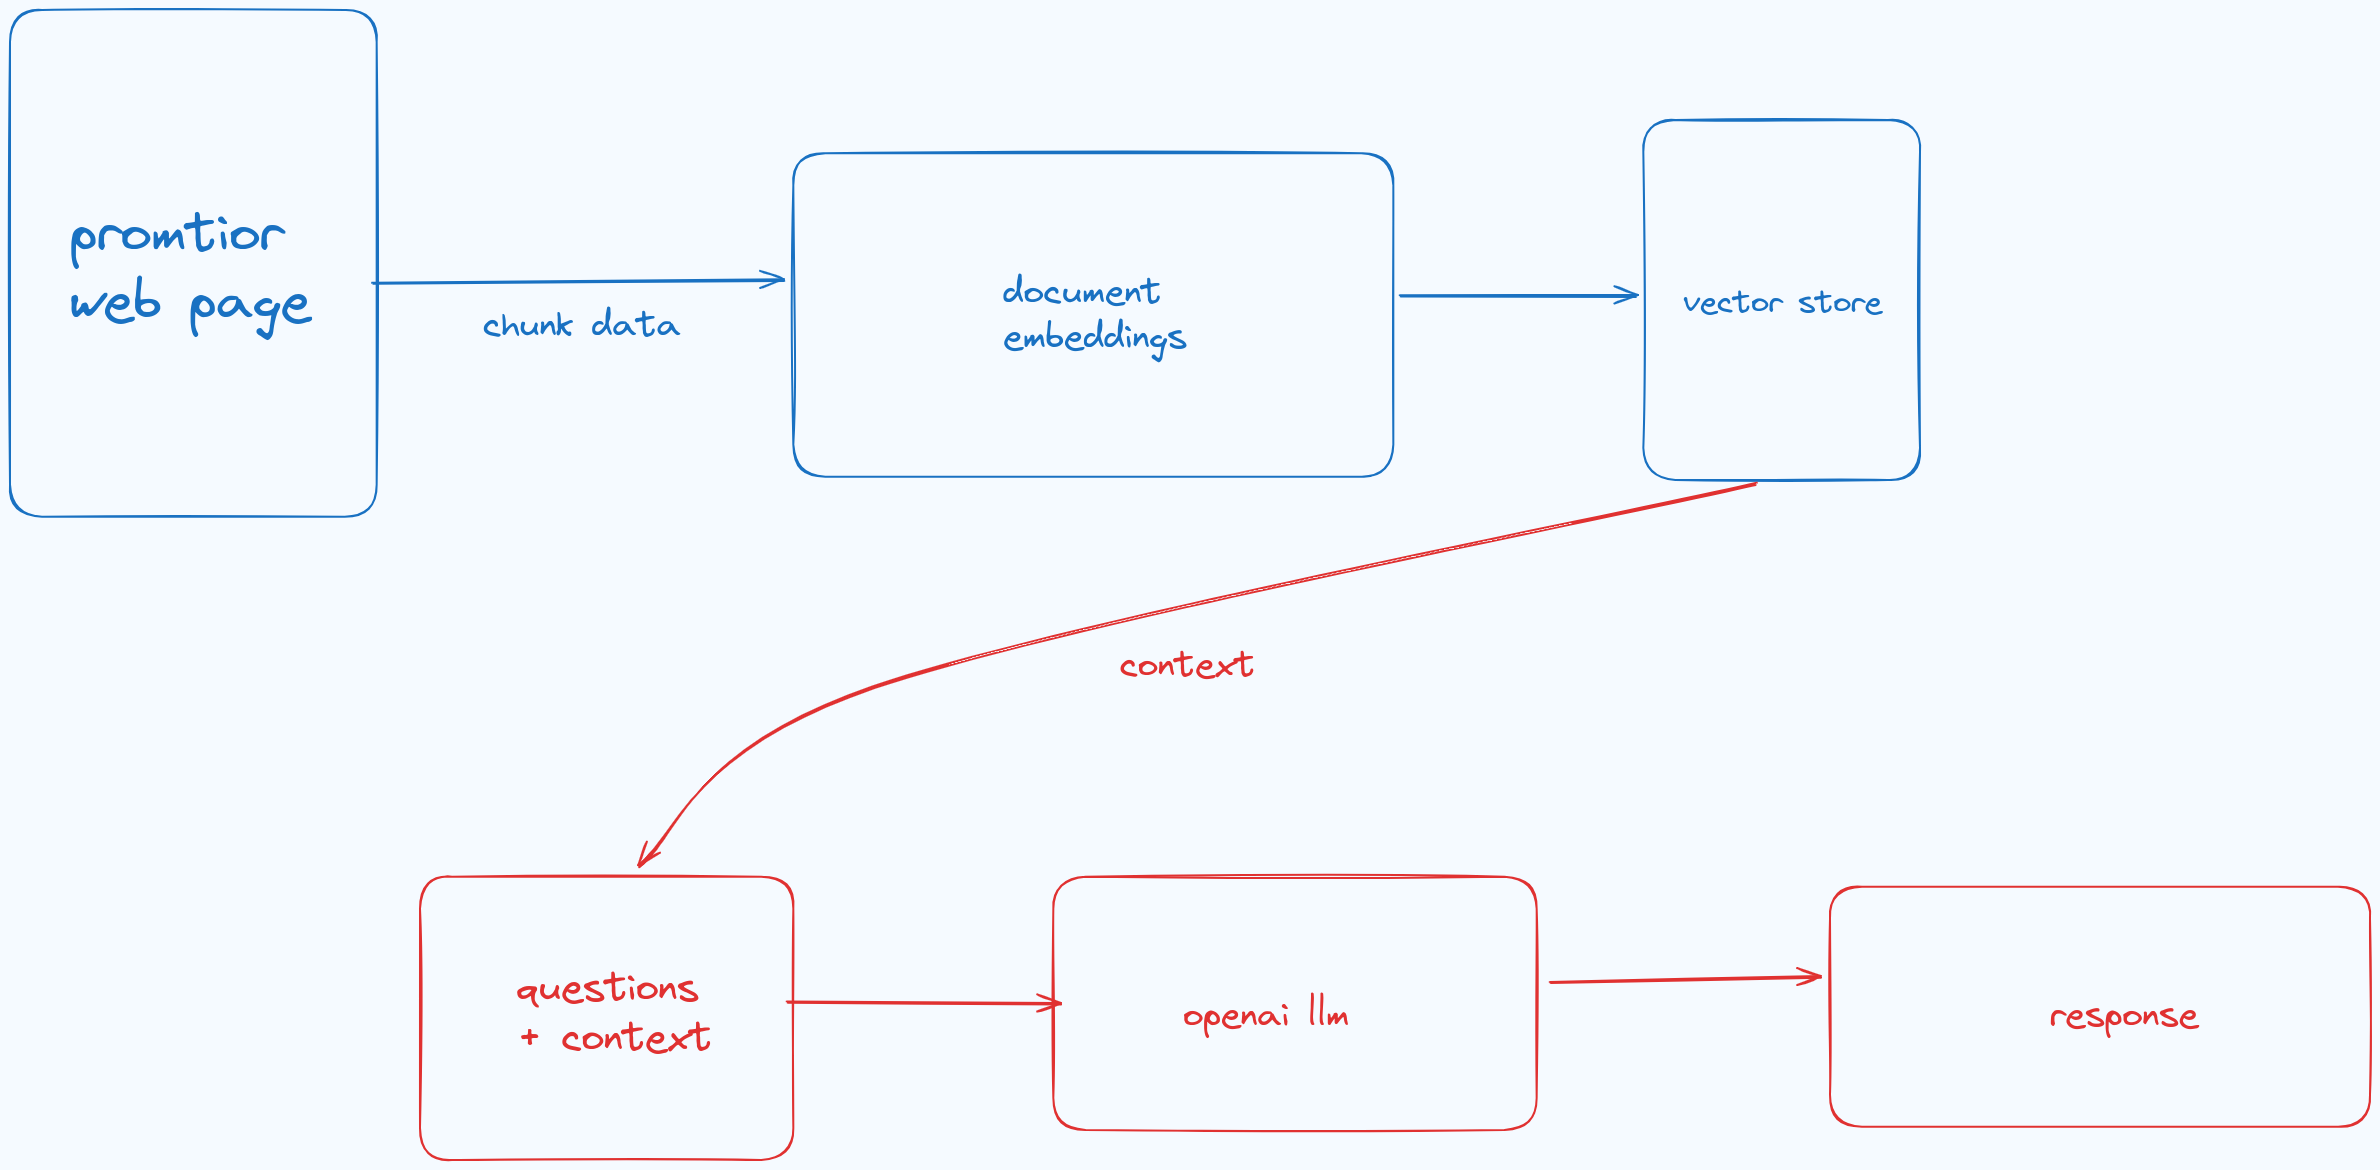 promtior
web page
chunk data
document
embeddings
vector store
context
questions
+ context
openai llm
response